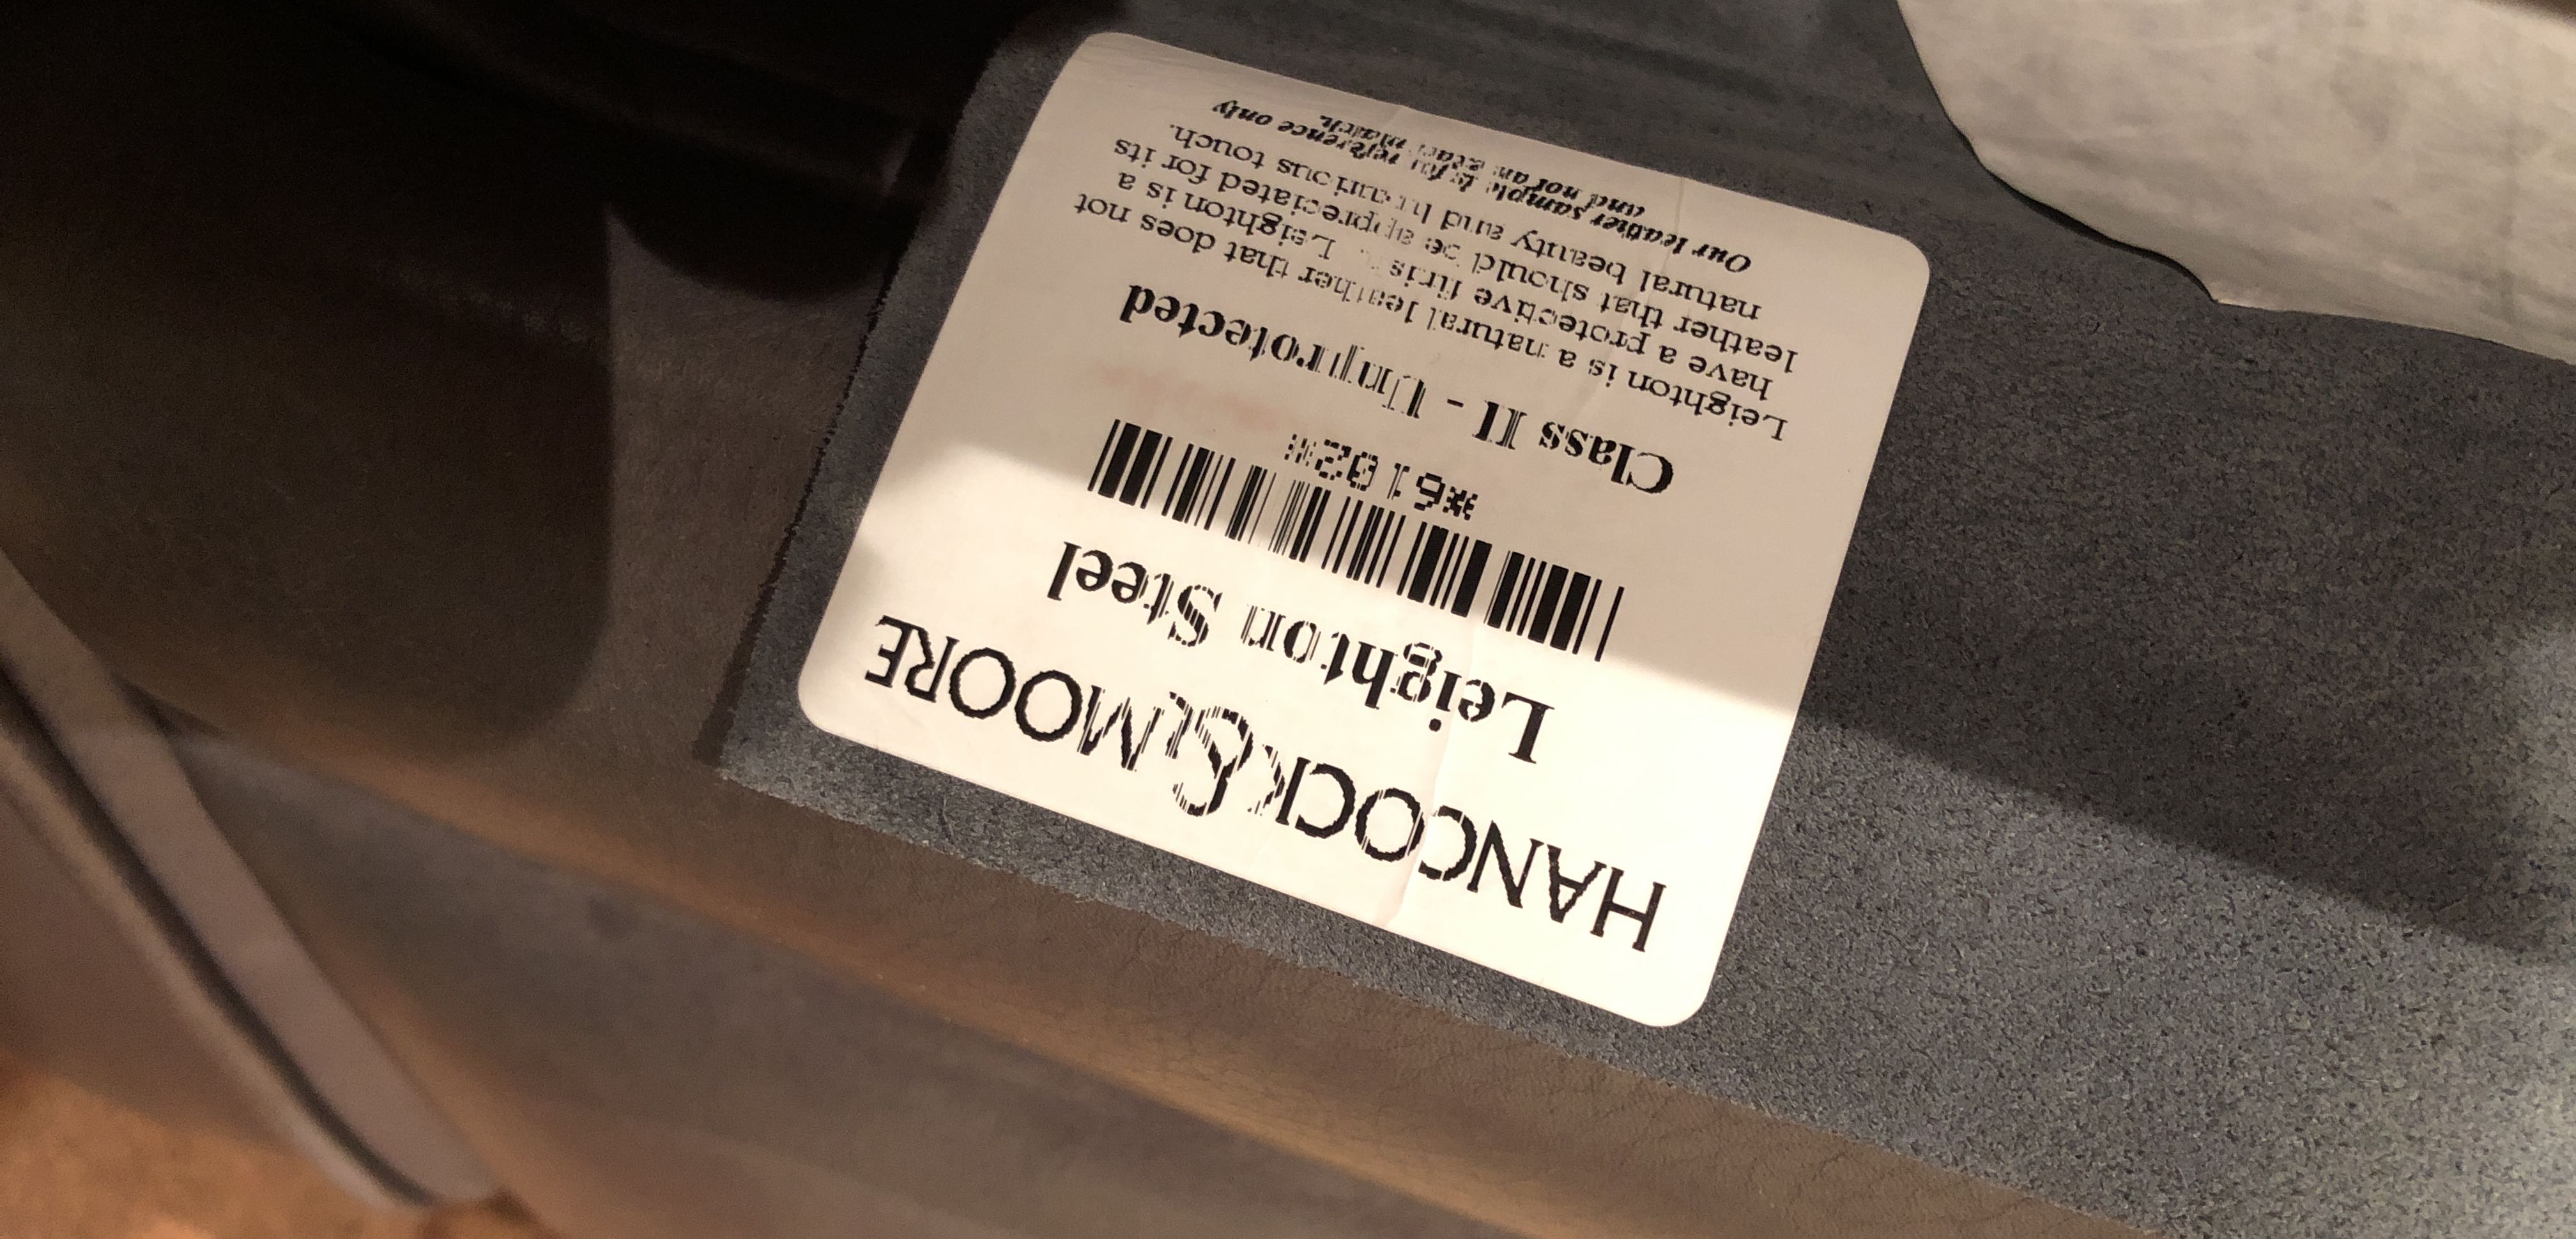 HANCOCK & MOORE
Leighton Steel
*6102*
Class II - Unprotected
Leighton is a natural leather that does not
have a protective finish. Leighton is a
leather that should be appreciated for its
natural beauty and luxurious touch.
Our leather sample is for reference only
and not an exact match.